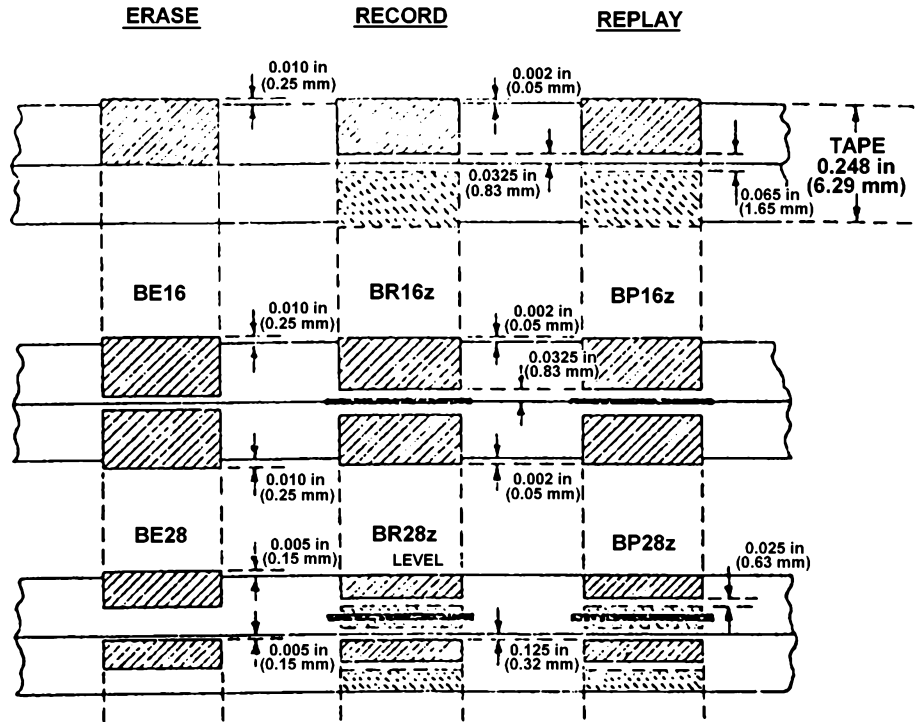 ERASE RECORD REPLAY
0.010 in
(0.25 mm)
0.002 in
(0.05 mm)
TAPE
0.248 in
(6.29 mm)
0.0325 in
(0.83 mm)
0.065 in
(1.65 mm)
BE16 BR16z BP16z
0.010 in
(0.25 mm)
0.002 in
(0.05 mm)
0.0325 in
(0.83 mm)
0.010 in
(0.25 mm)
0.002 in
(0.05 mm)
BE28 BR28z BP28z
LEVEL
0.005 in
(0.15 mm)
0.025 in
(0.63 mm)
0.005 in
(0.15 mm)
0.125 in
(0.32 mm)